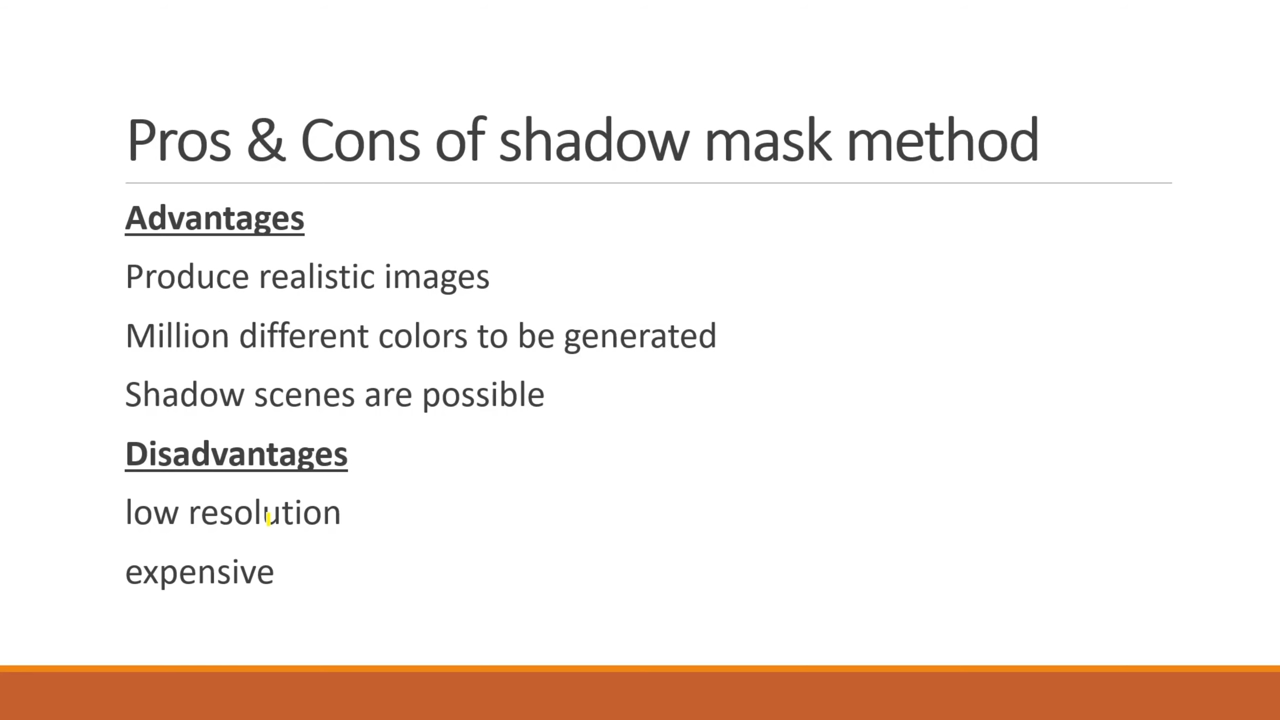 Pros & Cons of shadow mask method
Advantages
Produce realistic images
Million different colors to be generated
Shadow scenes are possible
Disadvantages
low resolution
expensive